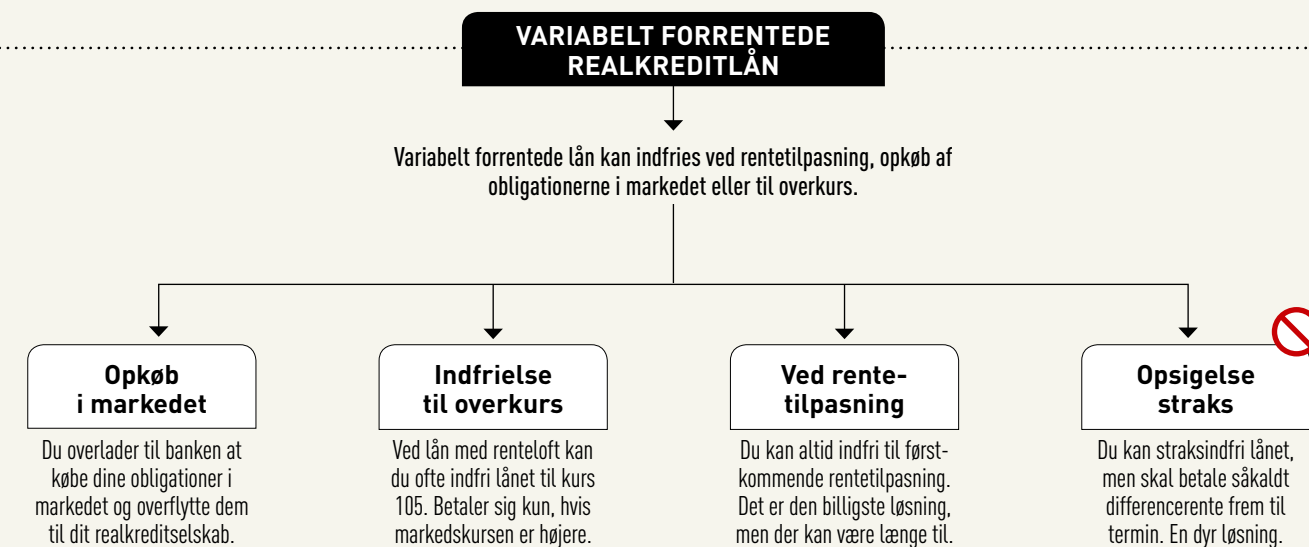 VARIABELT FORRENTEDE
REALKREDITLÅN
Variabelt forrentede lån kan indfries ved rentetilpasning, opkøb af
obligationerne i markedet eller til overkurs.
Opkøb
i markedet
Du overlader til banken at
købe dine obligationer i
markedet og overflytte dem
til dit realkreditselskab.
Indfrielse
til overkurs
Ved lån med renteloft kan
du ofte indfri lånet til kurs
105. Betaler sig kun, hvis
markedskursen er højere.
Ved rente-
tilpasning
Du kan altid indfri til først-
kommende rentetilpasning.
Det er den billigste løsning,
men der kan være længe til.
Opsigelse
straks
Du kan straksindfri lånet,
men skal betale såkaldt
differencerente frem til
termin. En dyr løsning.